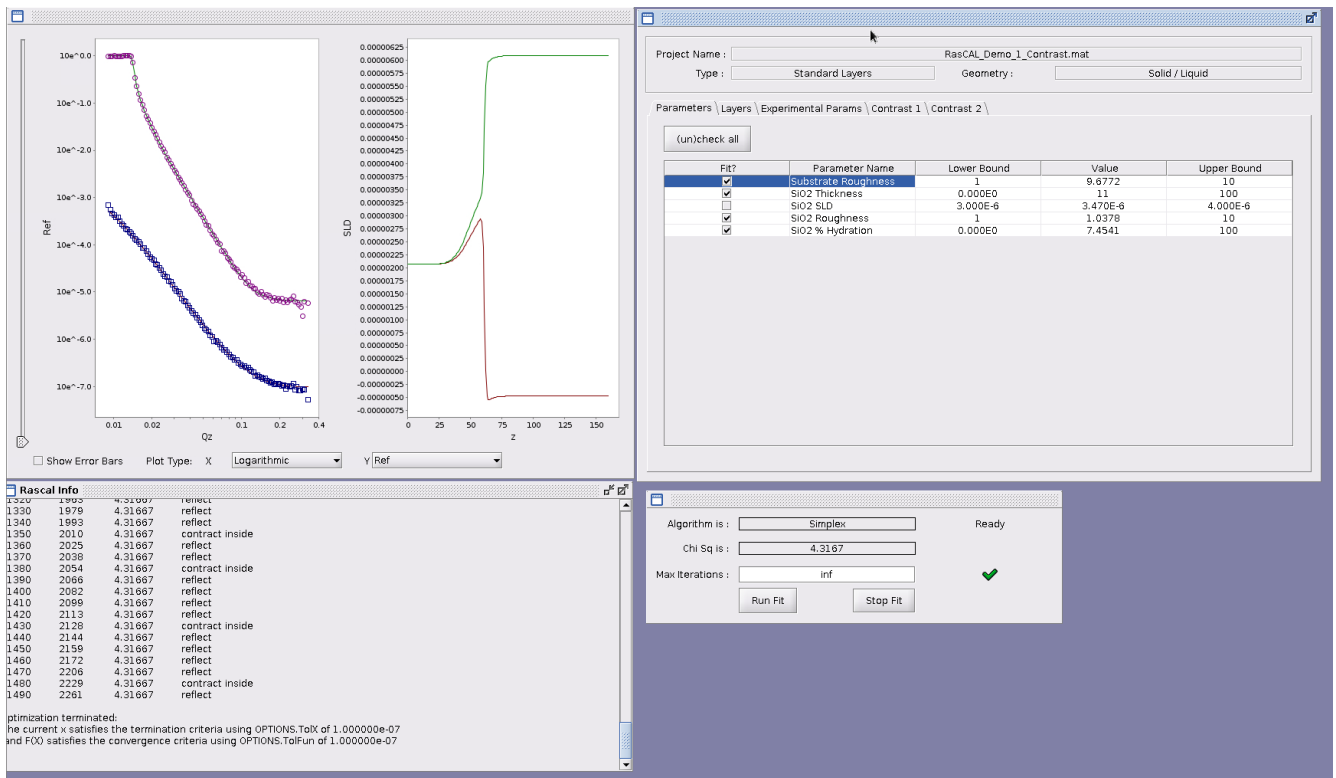 10e^0.0
10e^-1.0
10e^-2.0
10e^-3.0
10e^-4.0
10e^-5.0
10e^-6.0
10e^-7.0
Ref
0.01 0.02 0.1 0.2 0.4
Qz
0.00000625
0.00000600
0.00000575
0.00000550
0.00000525
0.00000500
0.00000475
0.00000450
0.00000425
0.00000400
0.00000375
0.00000350
0.00000325
0.00000300
0.00000275
0.00000250
0.00000225
0.00000200
0.00000175
0.00000150
0.00000125
0.00000100
0.00000075
0.00000050
0.00000025
0.00000000
-0.00000025
-0.00000050
-0.00000075
SLD
0 25 50 75 100 125 150
z
Show Error Bars Plot Type: X Logarithmic Y Ref
Project Name : RasCAL_Demo_1_Contrast.mat
Type : Standard Layers Geometry : Solid / Liquid
Parameters Layers Experimental Params Contrast 1 Contrast 2
(un)check all
Fit? Parameter Name Lower Bound Value Upper Bound
Substrate Roughness 1 9.6772 10
SiO2 Thickness 0.000E0 11 100
SiO2 SLD 3.000E-6 3.470E-6 4.000E-6
SiO2 Roughness 1 1.0378 10
SiO2 % Hydration 0.000E0 7.4541 100
Rascal Info
1320 1963 4.31667 reflect
1330 1979 4.31667 reflect
1340 1993 4.31667 reflect
1350 2010 4.31667 contract inside
1360 2025 4.31667 reflect
1370 2038 4.31667 reflect
1380 2054 4.31667 contract inside
1390 2066 4.31667 reflect
1400 2082 4.31667 reflect
1410 2099 4.31667 reflect
1420 2113 4.31667 reflect
1430 2128 4.31667 contract inside
1440 2144 4.31667 reflect
1450 2159 4.31667 reflect
1460 2172 4.31667 reflect
1470 2206 4.31667 reflect
1480 2229 4.31667 contract inside
1490 2261 4.31667 reflect
ptimization terminated:
he current x satisfies the termination criteria using OPTIONS.TolX of 1.000000e-07
and F(X) satisfies the convergence criteria using OPTIONS.TolFun of 1.000000e-07
Algorithm is : Simplex Ready
Chi Sq is : 4.3167
Max Iterations : inf
Run Fit Stop Fit